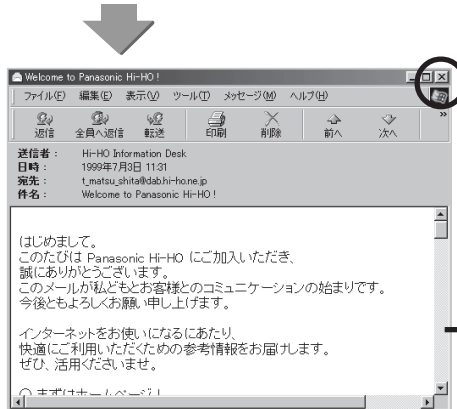 Welcome to Panasonic Hi-HO !
ファイル(F) 編集(E) 表示(V) ツール(T) メッセージ(M) ヘルプ(H)
返信 全員へ返信 転送 印刷 削除 前へ 次へ »
送信者： Hi-HO Information Desk
日時： 1999年7月3日 11:31
宛先： t_matsu_shita@dab.hi-ho.ne.jp
件名： Welcome to Panasonic Hi-HO !
はじめまして。
このたびは Panasonic Hi-HO にご加入いただき、
誠にありがとうございます。
このメールが私どもとお客様とのコミュニケーションの始まりです。
今後ともよろしくお願い申し上げます。
インターネットをお使いになるにあたり、
快適にご利用いただくための参考情報をお届けします。
ぜひ、活用くださいませ。
○ まずはホームページ！